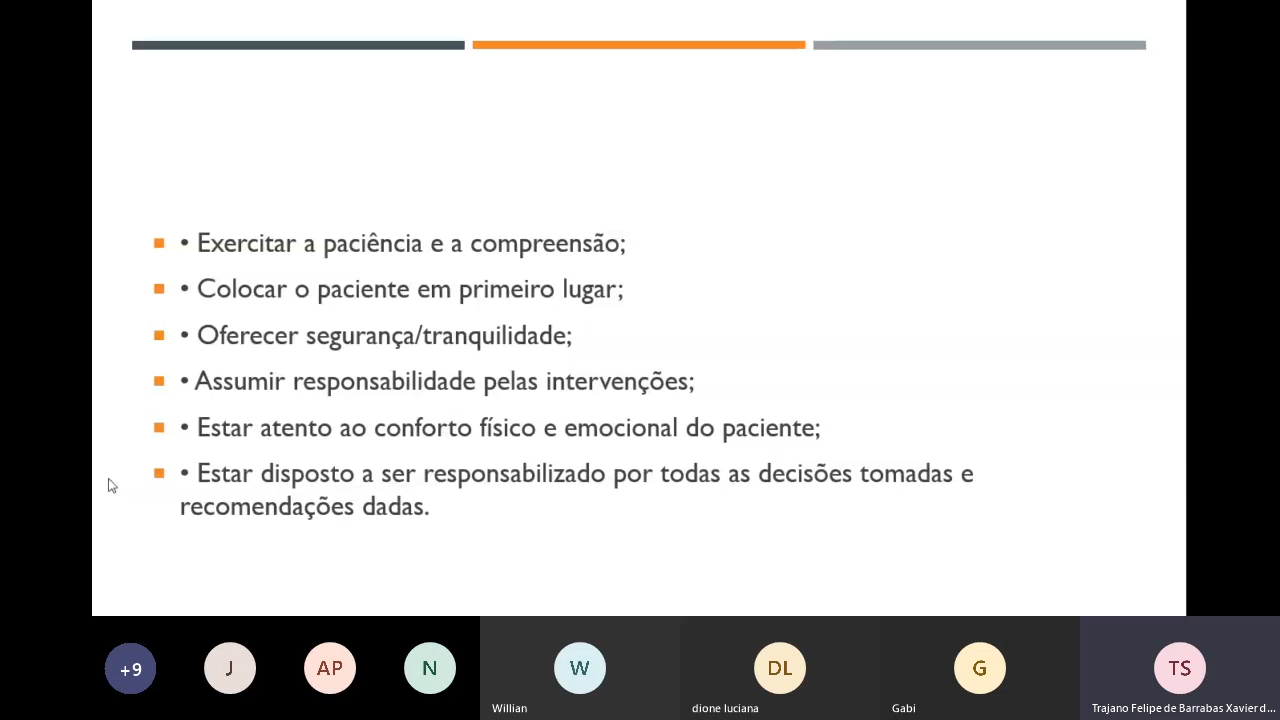 • Exercitar a paciência e a compreensão;
• Colocar o paciente em primeiro lugar;
• Oferecer segurança/tranquilidade;
• Assumir responsabilidade pelas intervenções;
• Estar atento ao conforto físico e emocional do paciente;
• Estar disposto a ser responsabilizado por todas as decisões tomadas e
recomendações dadas.
+9
J
AP
N
W
DL
G
TS
Willian
dione luciana
Gabi
Trajano Felipe de Barrabas Xavier d...